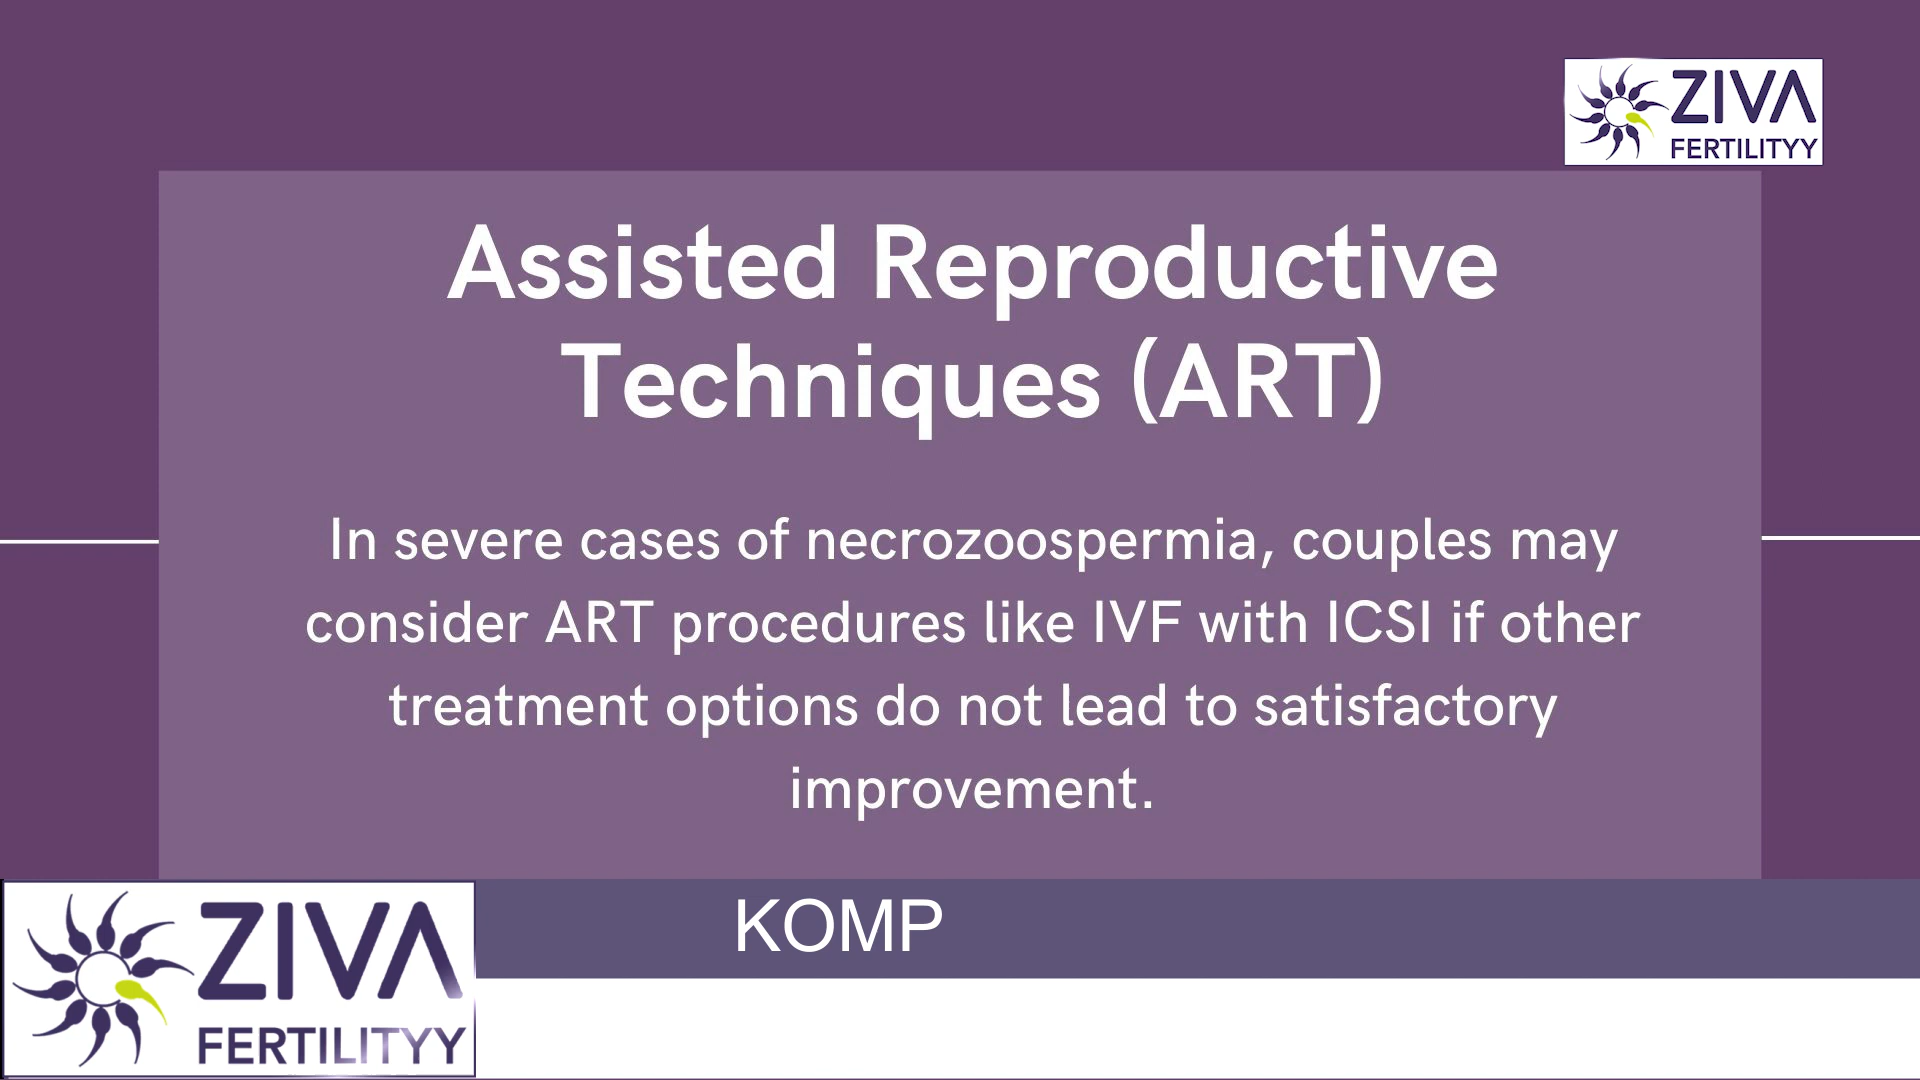 ZIVA
FERTILITYY
Assisted Reproductive
Techniques (ART)
In severe cases of necrozoospermia, couples may
consider ART procedures like IVF with ICSI if other
treatment options do not lead to satisfactory
improvement.
KOMP
ZIVA
FERTILITYY